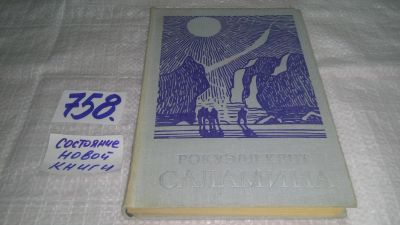 758.
Состояние
новой
книги
РОКУЭЛЛ КЕНТ
САЛАМИНА